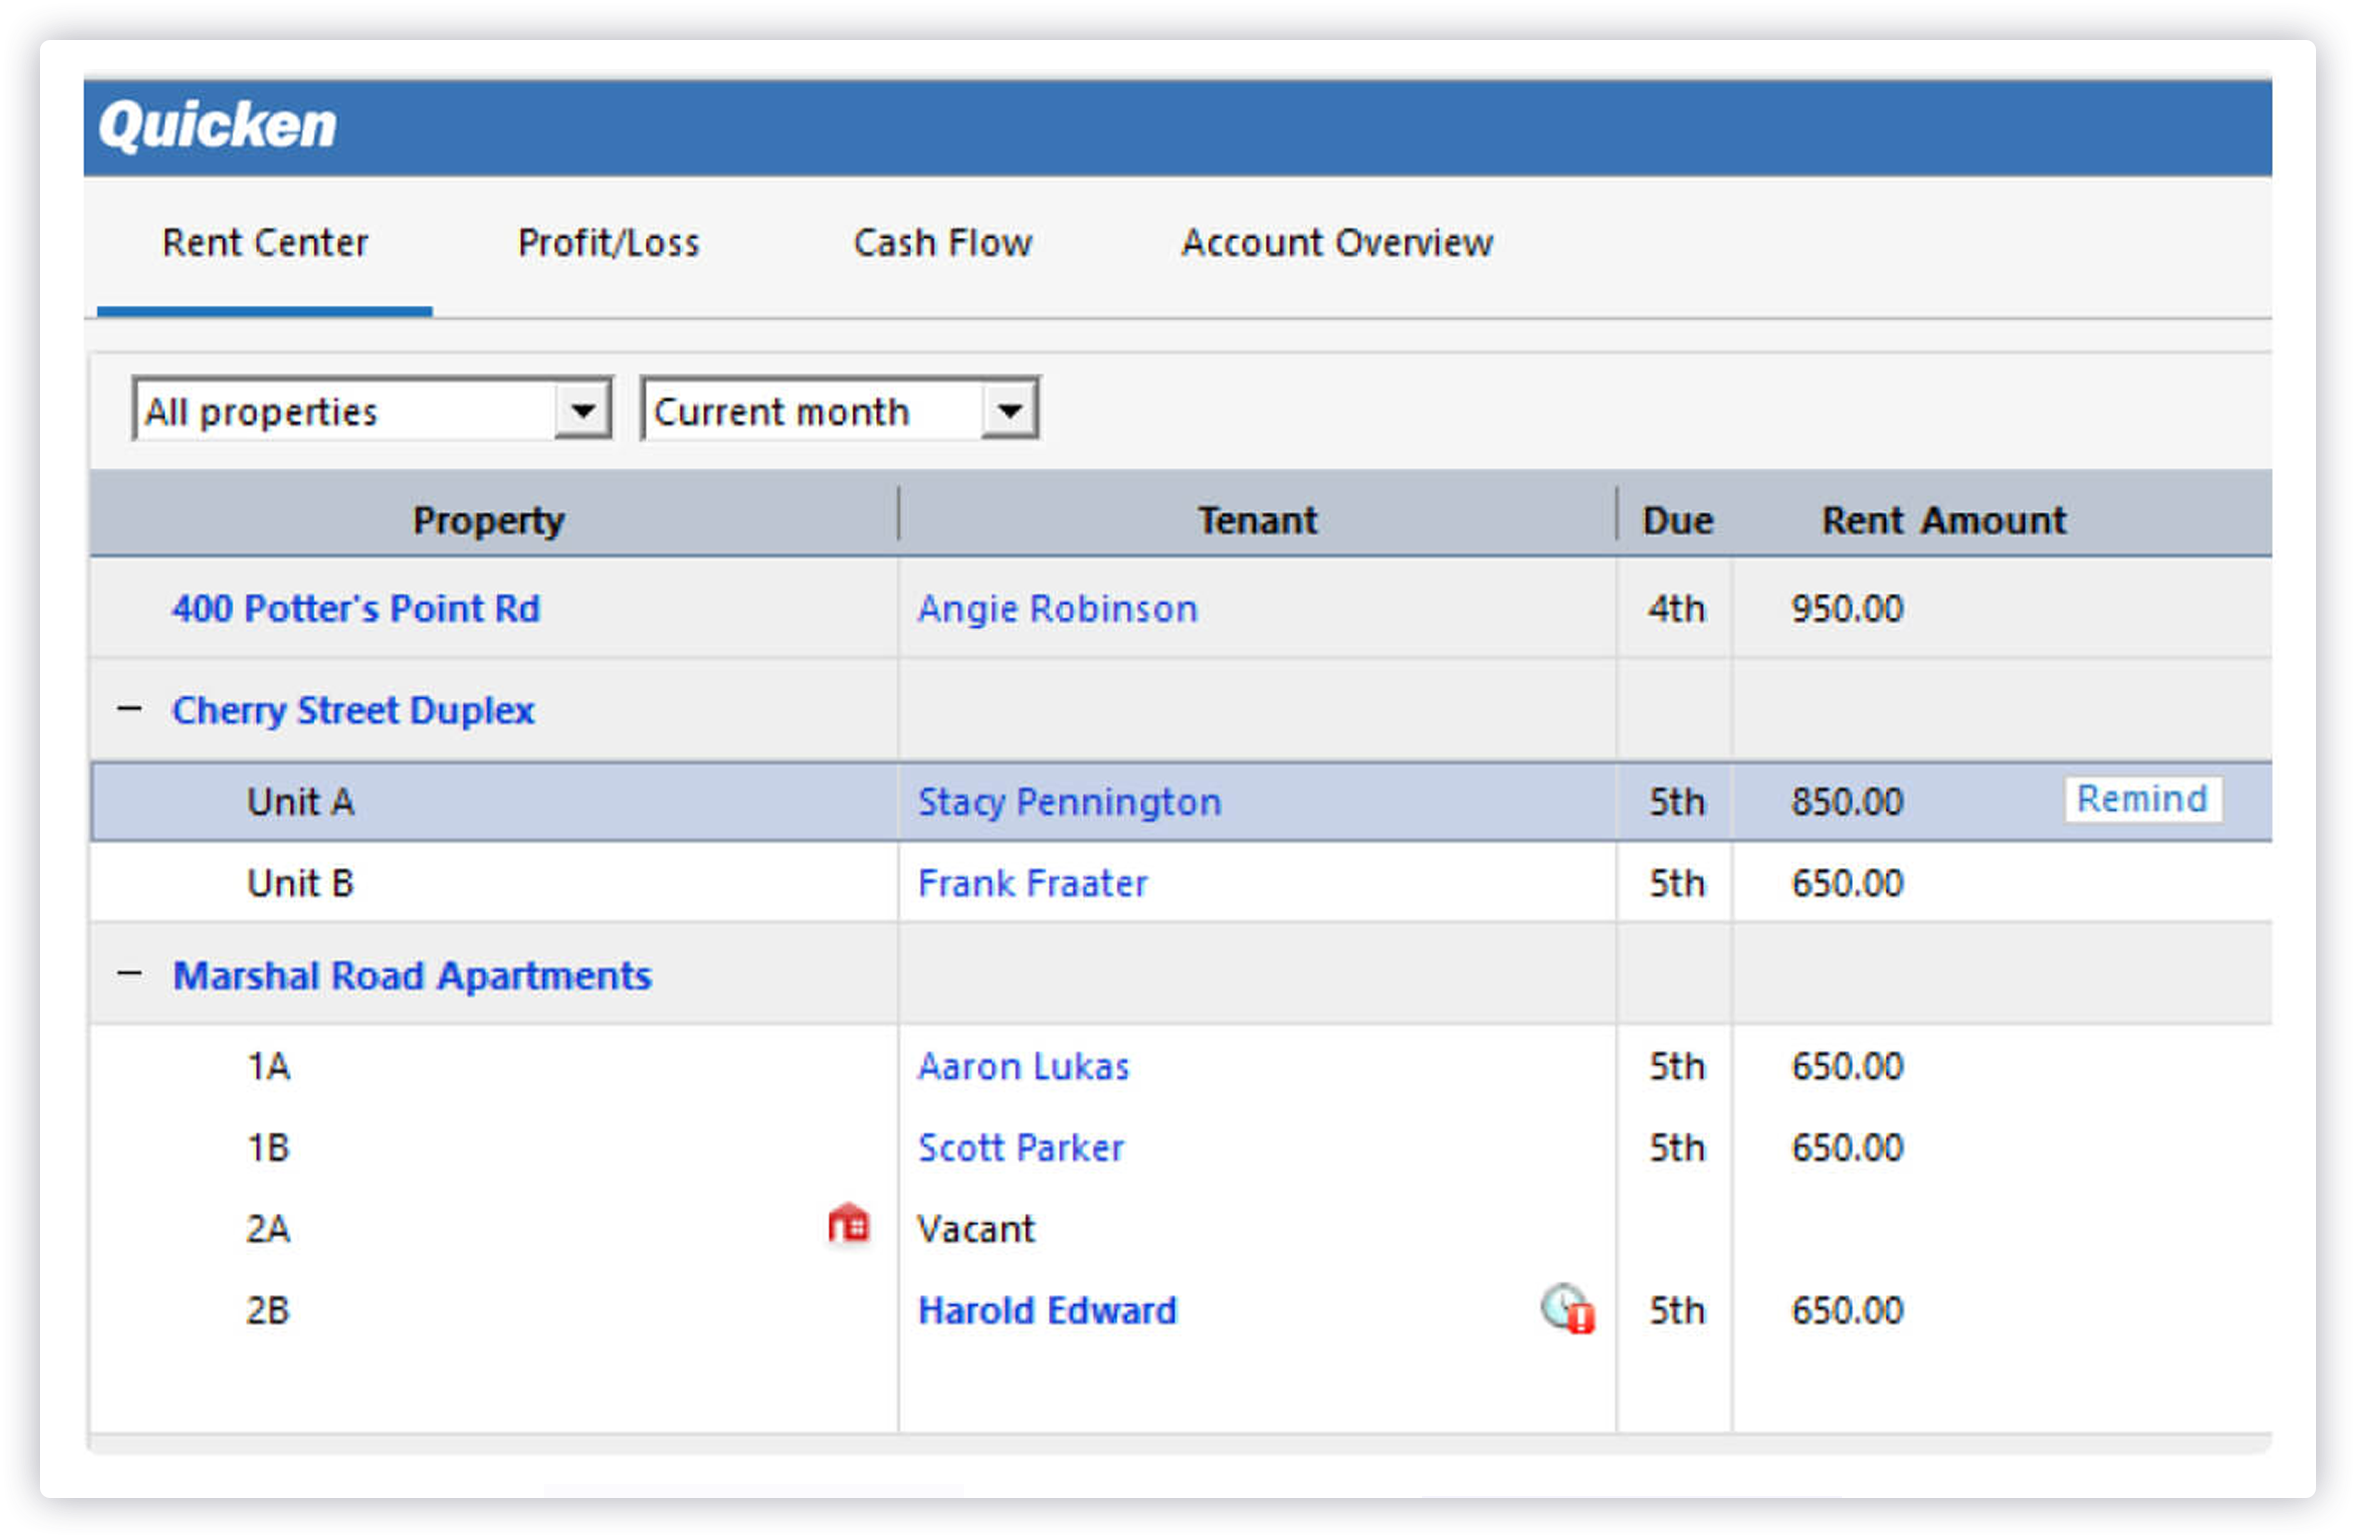 Quicken
Rent Center Profit/Loss Cash Flow Account Overview
All properties Current month
Property Tenant Due Rent Amount
400 Potter's Point Rd Angie Robinson 4th 950.00
− Cherry Street Duplex
Unit A Stacy Pennington 5th 850.00 Remind
Unit B Frank Fraater 5th 650.00
− Marshal Road Apartments
1A Aaron Lukas 5th 650.00
1B Scott Parker 5th 650.00
2A Vacant
2B Harold Edward 5th 650.00